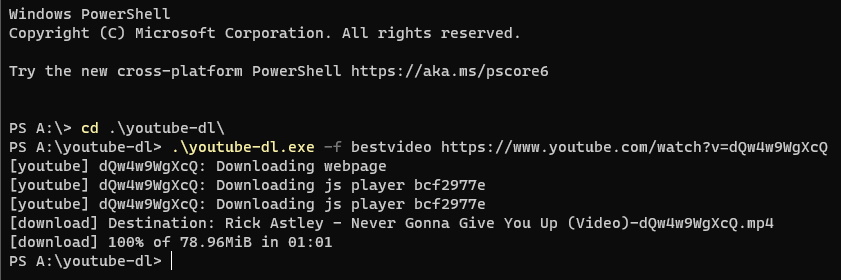 Windows PowerShell
Copyright (C) Microsoft Corporation. All rights reserved.
Try the new cross-platform PowerShell https://aka.ms/pscore6
PS A:\> cd .\youtube-dl\
PS A:\youtube-dl> .\youtube-dl.exe -f bestvideo https://www.youtube.com/watch?v=dQw4w9WgXcQ
[youtube] dQw4w9WgXcQ: Downloading webpage
[youtube] dQw4w9WgXcQ: Downloading js player bcf2977e
[youtube] dQw4w9WgXcQ: Downloading js player bcf2977e
[download] Destination: Rick Astley - Never Gonna Give You Up (Video)-dQw4w9WgXcQ.mp4
[download] 100% of 78.96MiB in 01:01
PS A:\youtube-dl>